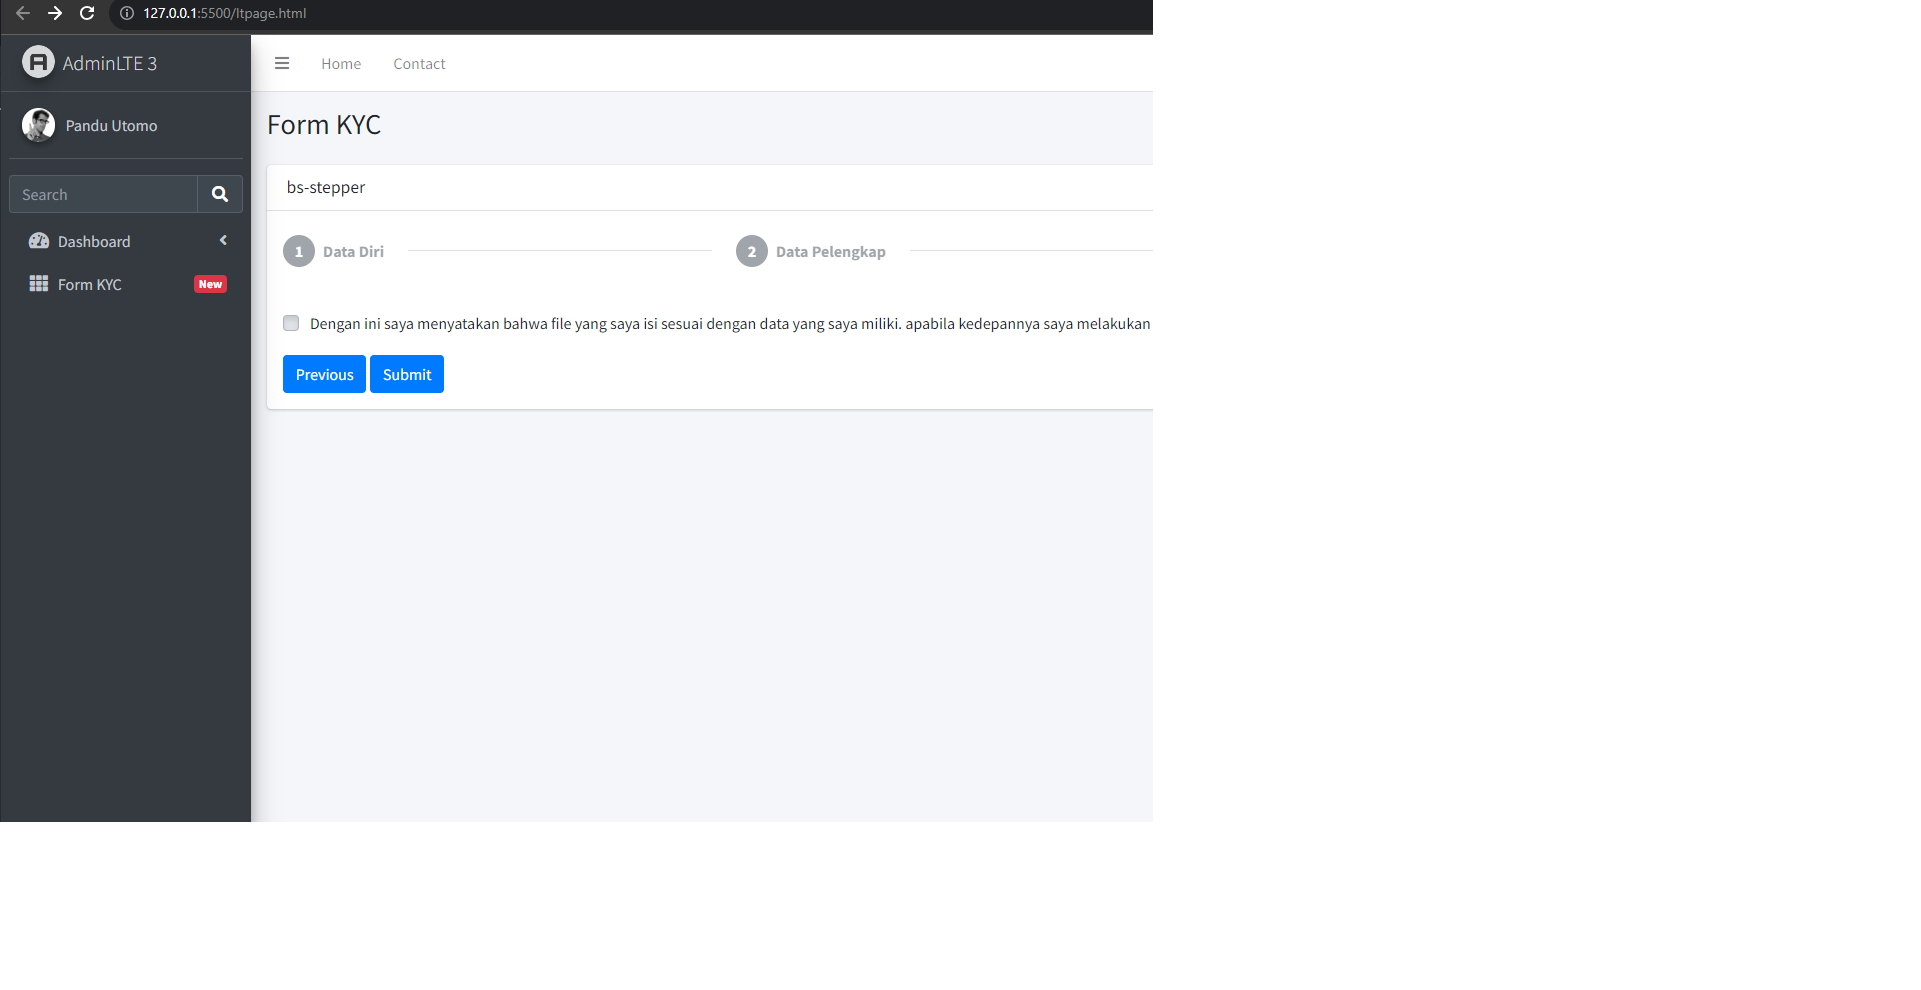 127.0.0.1:5500/ltpage.html
AdminLTE 3
Home
Contact
Pandu Utomo
Form KYC
Search
bs-stepper
Dashboard
1 Data Diri
2 Data Pelengkap
Form KYC
New
Dengan ini saya menyatakan bahwa file yang saya isi sesuai dengan data yang saya miliki. apabila kedepannya saya melakukan
Previous
Submit